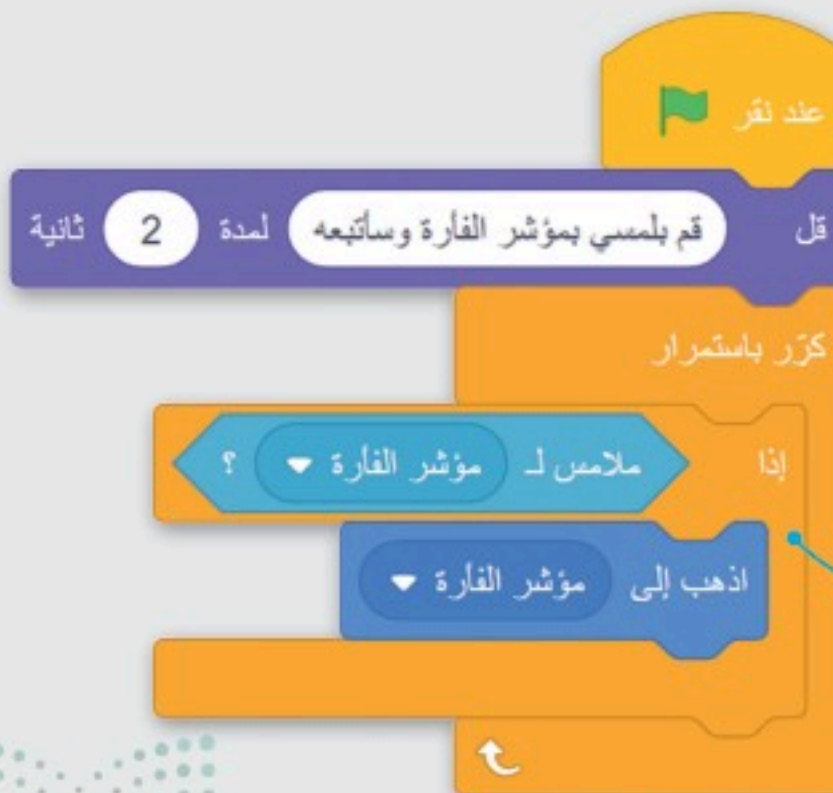 عند نقر
قل قم بلمسي بمؤشر الفأرة وسأتبعه لمدة 2 ثانية
كرّر باستمرار
إذا ملامس لـ مؤشر الفأرة ؟
اذهب إلى مؤشر الفأرة